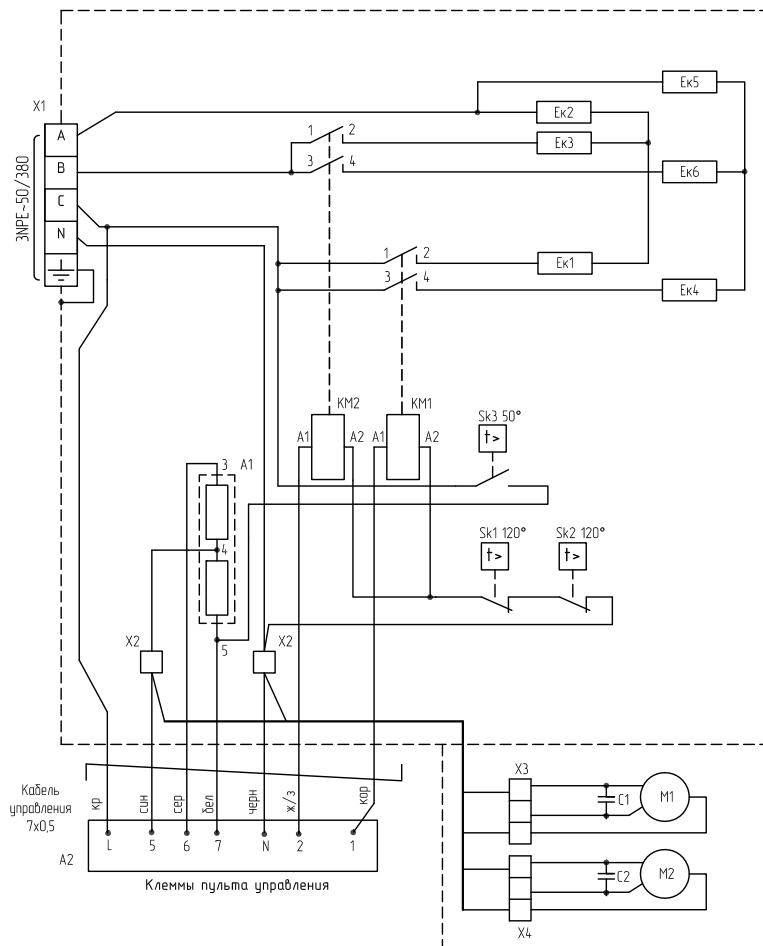 X1
3NPE~50/380
A
B
C
N
Ек5
Ек2
1
2
Ек3
3
4
Ек6
1
2
Ек1
3
4
Ек4
KM2
KM1
A1
A2
A1
A2
Sk3 50°
t>
3
A1
4
5
Sk1 120°
t>
Sk2 120°
t>
X2
X2
Кабель
управления
7х0,5
кр
син
сер
бел
черн
ж/з
кор
A2
L
5
6
7
N
2
1
Клеммы пульта управления
X3
C1
M1
C2
M2
X4